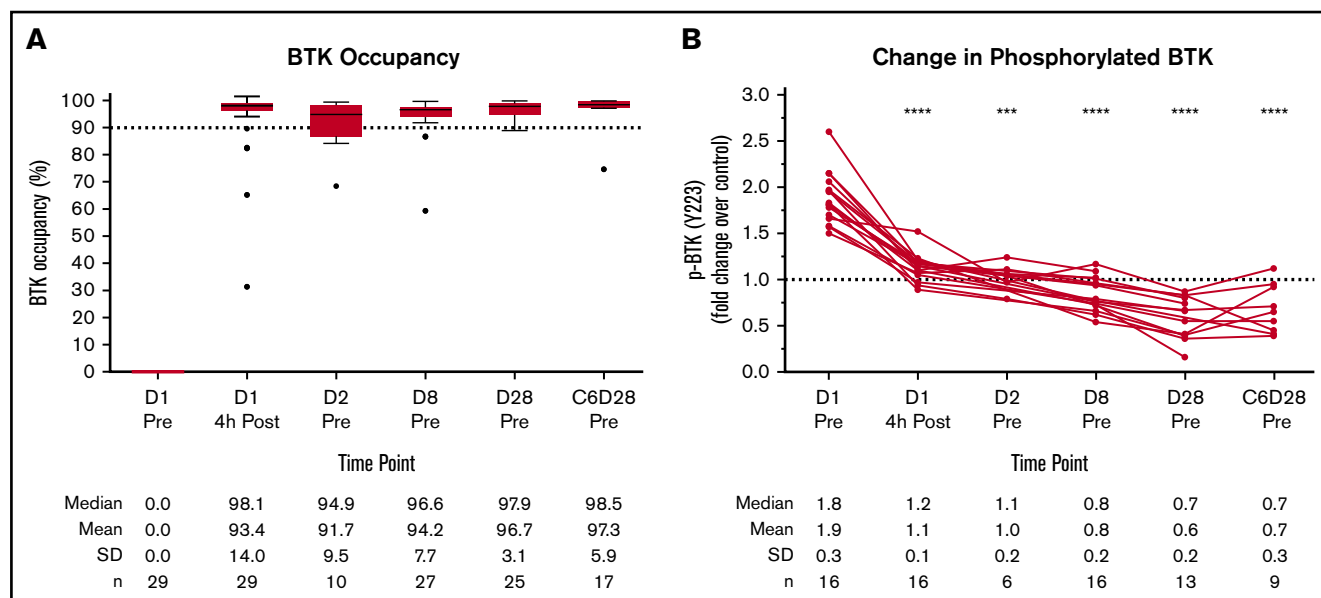 A
BTK Occupancy
BTK occupancy (%)
100
90
80
70
60
50
40
30
20
10
0
D1 Pre
D1 4h Post
D2 Pre
D8 Pre
D28 Pre
C6D28 Pre
Time Point
Median 0.0 98.1 94.9 96.6 97.9 98.5
Mean 0.0 93.4 91.7 94.2 96.7 97.3
SD 0.0 14.0 9.5 7.7 3.1 5.9
n 29 29 10 27 25 17
B
Change in Phosphorylated BTK
p-BTK (Y223)
(fold change over control)
3.0
2.5
2.0
1.5
1.0
0.5
0.0
**** *** **** **** ****
D1 Pre
D1 4h Post
D2 Pre
D8 Pre
D28 Pre
C6D28 Pre
Time Point
Median 1.8 1.2 1.1 0.8 0.7 0.7
Mean 1.9 1.1 1.0 0.8 0.6 0.7
SD 0.3 0.1 0.2 0.2 0.2 0.3
n 16 16 6 16 13 9